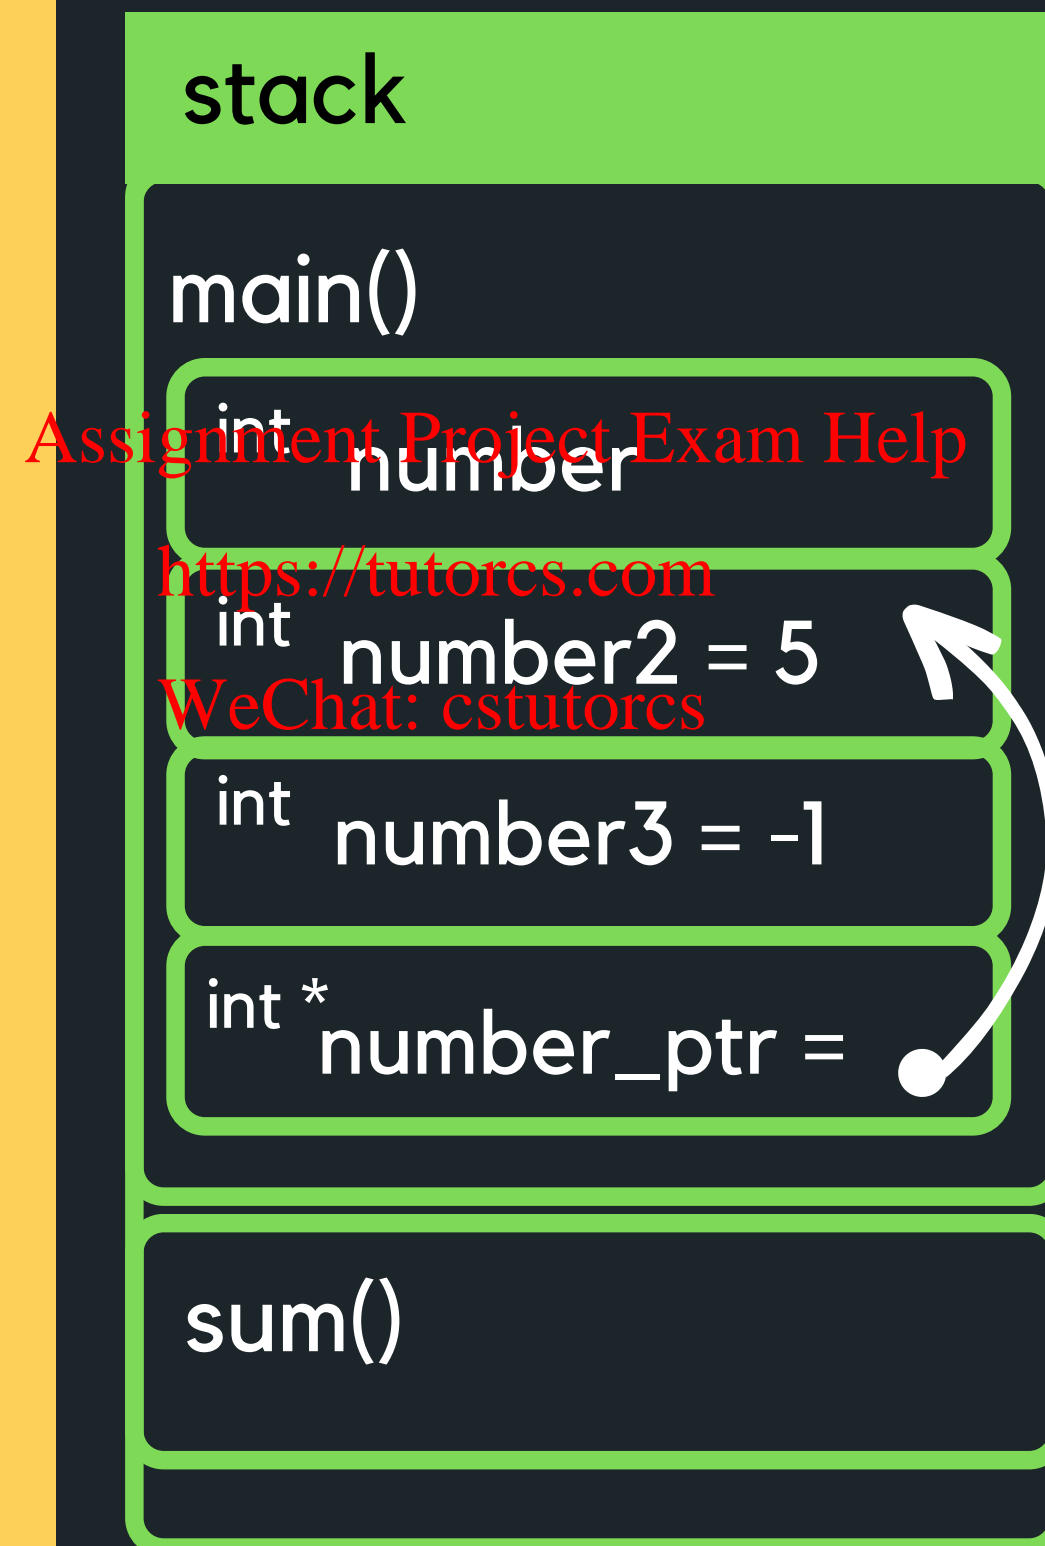 stack
main()
int number
Assignment Project Exam Help
https://tutorcs.com
int number2 = 5
WeChat: cstutorcs
int number3 = -1
int * number_ptr =
sum()